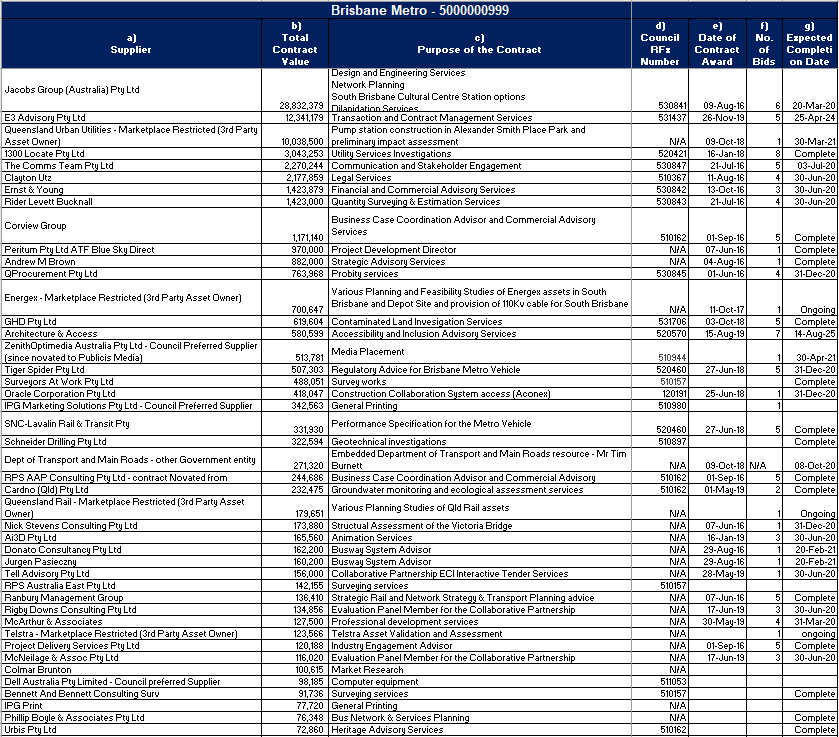 Brisbane Metro - 5000000999
a) Supplier b) Total Contract Value c) Purpose of the Contract d) Council RFx Number e) Date of Contract Award f) No. of Bids g) Expected Completi on Date
Jacobs Group (Australia) Pty Ltd 28,832,379 Design and Engineering Services
Network Planning
South Brisbane Cultural Centre Station options
Dilapidation Services 530841 09-Aug-16 6 20-Mar-20
E3 Advisory Pty Ltd 12,341,179 Transaction and Contract Management Services 531437 26-Nov-19 5 25-Apr-24
Queensland Urban Utilities - Marketplace Restricted (3rd Party Asset Owner) 10,038,500 Pump station construction in Alexander Smith Place Park and preliminary impact assessment N/A 09-Oct-18 1 30-Mar-21
1300 Locate Pty Ltd 3,043,253 Utility Services Investigations 520421 16-Jan-18 8 Complete
The Comms Team Pty Ltd 2,270,244 Communication and Stakeholder Engagement 530847 21-Jul-16 5 03-Jul-20
Clayton Utz 2,177,859 Legal Services 510367 11-Aug-16 4 30-Jun-20
Ernst & Young 1,423,879 Financial and Commercial Advisory Services 530842 13-Oct-16 3 30-Jun-20
Rider Levett Bucknall 1,423,000 Quantity Surveying & Estimation Services 530843 21-Jul-16 4 30-Jun-20
Corview Group 1,171,140 Business Case Coordination Advisor and Commercial Advisory Services 510162 01-Sep-16 5 Complete
Peritum Pty Ltd ATF Blue Sky Direct 970,000 Project Development Director N/A 07-Jun-16 1 Complete
Andrew M Brown 882,000 Strategic Advisory Services N/A 04-Aug-16 1 Complete
QProcurement Pty Ltd 763,968 Probity services 530845 01-Jun-16 4 31-Dec-20
Energex - Marketplace Restricted (3rd Party Asset Owner) 700,647 Various Planning and Feasibility Studies of Energex assets in South Brisbane and Depot Site and provision of 110Kv cable for South Brisbane N/A 11-Oct-17 1 Ongoing
GHD Pty Ltd 619,604 Contaminated Land Invesigation Services 531706 03-Oct-18 5 Complete
Architecture & Access 580,599 Accessibility and Inclusion Advisory Services 520570 15-Aug-19 7 14-Aug-25
ZenithOptimedia Australia Pty Ltd - Council Preferred Supplier (since novated to Publicis Media) 513,781 Media Placement 510944 1 30-Apr-21
Tiger Spider Pty Ltd 507,303 Regulatory Advice for Brisbane Metro Vehicle 520460 27-Jun-18 5 31-Dec-20
Surveyors At Work Pty Ltd 488,051 Survey works 510157 Complete
Oracle Corporation Pty Ltd 418,047 Construction Collaboration System access (Aconex) 120191 25-Jun-18 1 Complete
IPG Marketing Solutions Pty Ltd - Council Preferred Supplier 342,563 General Printing 510980 1
SNC-Lavalin Rail & Transit Pty 331,930 Performance Specification for the Metro Vehicle 520460 27-Jun-18 5 Complete
Schneider Drilling Pty Ltd 322,594 Geotechnical investigations 510897 Complete
Dept of Transport and Main Roads - other Government entity 271,320 Embedded Department of Transport and Main Roads resource - Mr Tim Burnett N/A 09-Oct-18 N/A 08-Oct-20
RPS AAP Consulting Pty Ltd - contract Novated from 244,686 Business Case Coordination Advisor and Commercial Advisory 510162 01-Sep-16 5 Complete
Cardno (Qld) Pty Ltd 232,475 Groundwater monitoring and ecological assessment services 510162 01-May-19 2 Complete
Queensland Rail - Marketplace Restricted (3rd Party Asset Owner) 179,651 Various Planning Studies of Qld Rail assets N/A 1 Ongoing
Nick Stevens Consulting Pty Ltd 173,880 Structual Assessment of the Victoria Bridge N/A 07-Jun-16 1 31-Dec-20
Ai3D Pty Ltd 165,560 Animation Services N/A 16-Jan-19 3 30-Jun-20
Donato Consultancy Pty Ltd 162,200 Busway System Advisor N/A 29-Aug-16 1 20-Feb-21
Jurgen Pasieczny 160,200 Busway System Advisor N/A 29-Aug-16 1 20-Feb-21
Tell Advisory Pty Ltd 156,000 Collaborative Partnership ECI Interactive Tender Services N/A 28-May-19 1 30-Jun-20
RPS Australia East Pty Ltd 142,155 Surveying services 510157
Ranbury Management Group 136,410 Strategic Rail and Network Strategy & Transport Planning advice N/A 07-Jun-16 5 Complete
Rigby Downs Consulting Pty Ltd 134,856 Evaluation Panel Member for the Collaborative Partnership N/A 17-Jun-19 3 30-Jun-20
McArthur & Associates 127,500 Professional development services N/A 30-May-19 4 31-Mar-20
Telstra - Marketplace Restricted (3rd Party Asset Owner) 123,566 Telstra Asset Validation and Assessment N/A 1 ongoing
Project Delivery Services Pty Ltd 120,188 Industry Engagement Advisor N/A 01-Sep-16 5 Complete
McNeilage & Assoc Pty Ltd 116,020 Evaluation Panel Member for the Collaborative Partnership N/A 17-Jun-19 3 30-Jun-20
Colmar Brunton 100,615 Market Research N/A
Dell Australia Pty Limited - Council preferred Supplier 98,185 Computer equipment 511053
Bennett And Bennett Consulting Surv 91,736 Surveying services 510157 Complete
IPG Print 77,720 General Printing N/A
Phillip Boyle & Associates Pty Ltd 76,348 Bus Network & Services Planning N/A Complete
Urbis Pty Ltd 72,860 Heritage Advisory Services 510162 Complete